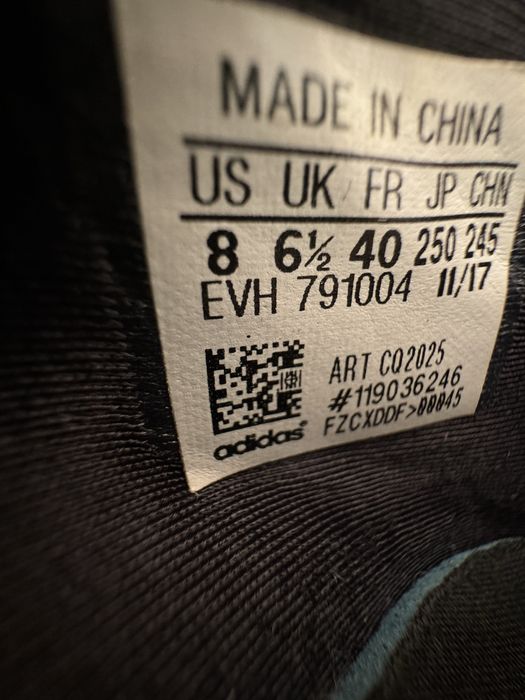 MADE IN CHINA
US UK FR JP CHN
8 6½ 40 250 245
EVH 791004 11/17
ART CQ2025
#119036246
FZCXDDF>00045
adidas®